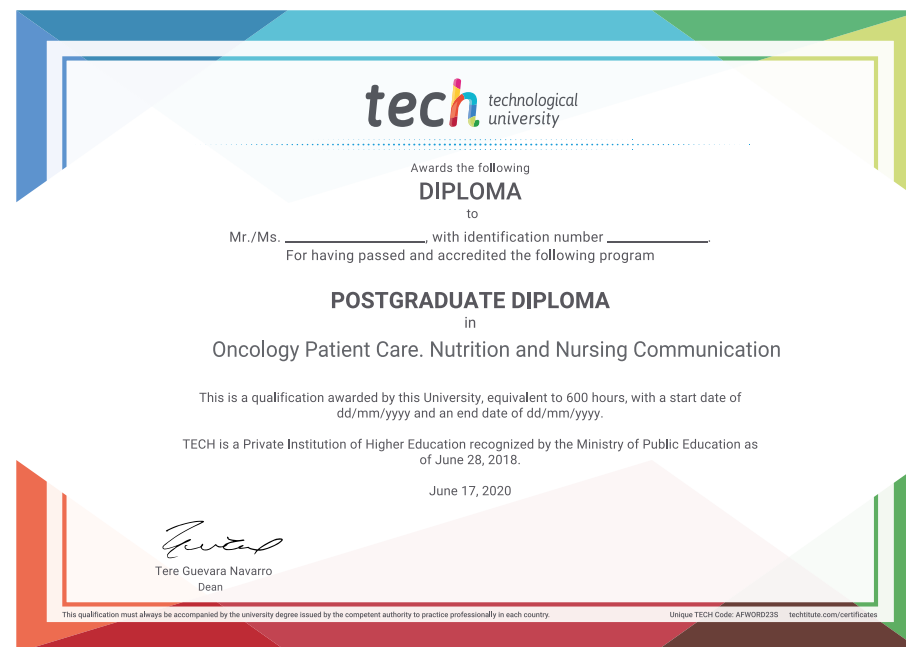 tech technological
university
Awards the following
DIPLOMA
to
Mr./Ms. ____________________, with identification number ______________.
For having passed and accredited the following program
POSTGRADUATE DIPLOMA
in
Oncology Patient Care. Nutrition and Nursing Communication
This is a qualification awarded by this University, equivalent to 600 hours, with a start date of
dd/mm/yyyy and an end date of dd/mm/yyyy.
TECH is a Private Institution of Higher Education recognized by the Ministry of Public Education as
of June 28, 2018.
June 17, 2020
Tere Guevara Navarro
Dean
This qualification must always be accompanied by the university degree issued by the competent authority to practice professionally in each country. Unique TECH Code: AFWORD23S techtitute.com/certificates